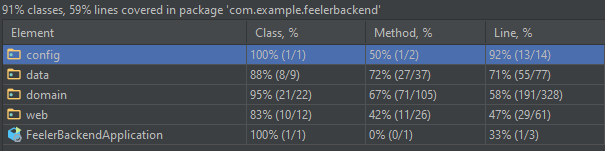 91% classes, 59% lines covered in package 'com.example.feelerbackend'
Element Class, % Method, % Line, %
config 100% (1/1) 50% (1/2) 92% (13/14)
data 88% (8/9) 72% (27/37) 71% (55/77)
domain 95% (21/22) 67% (71/105) 58% (191/328)
web 83% (10/12) 42% (11/26) 47% (29/61)
FeelerBackendApplication 100% (1/1) 0% (0/1) 33% (1/3)